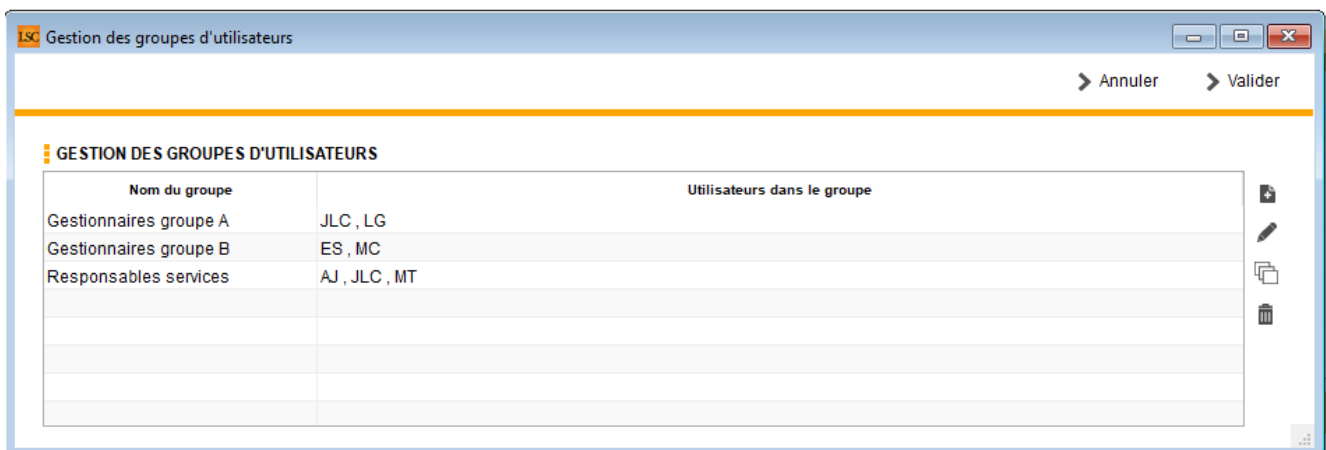 LSC Gestion des groupes d'utilisateurs
Annuler Valider
GESTION DES GROUPES D'UTILISATEURS
Nom du groupe Utilisateurs dans le groupe
Gestionnaires groupe A JLC , LG
Gestionnaires groupe B ES , MC
Responsables services AJ , JLC , MT